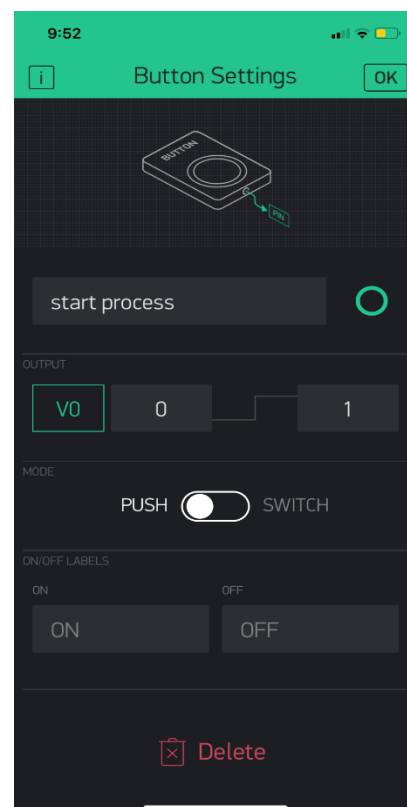 9:52
i Button Settings OK
BUTTON
PIN
start process
OUTPUT
V0 0 1
MODE
PUSH SWITCH
ON/OFF LABELS
ON OFF
ON OFF
Delete